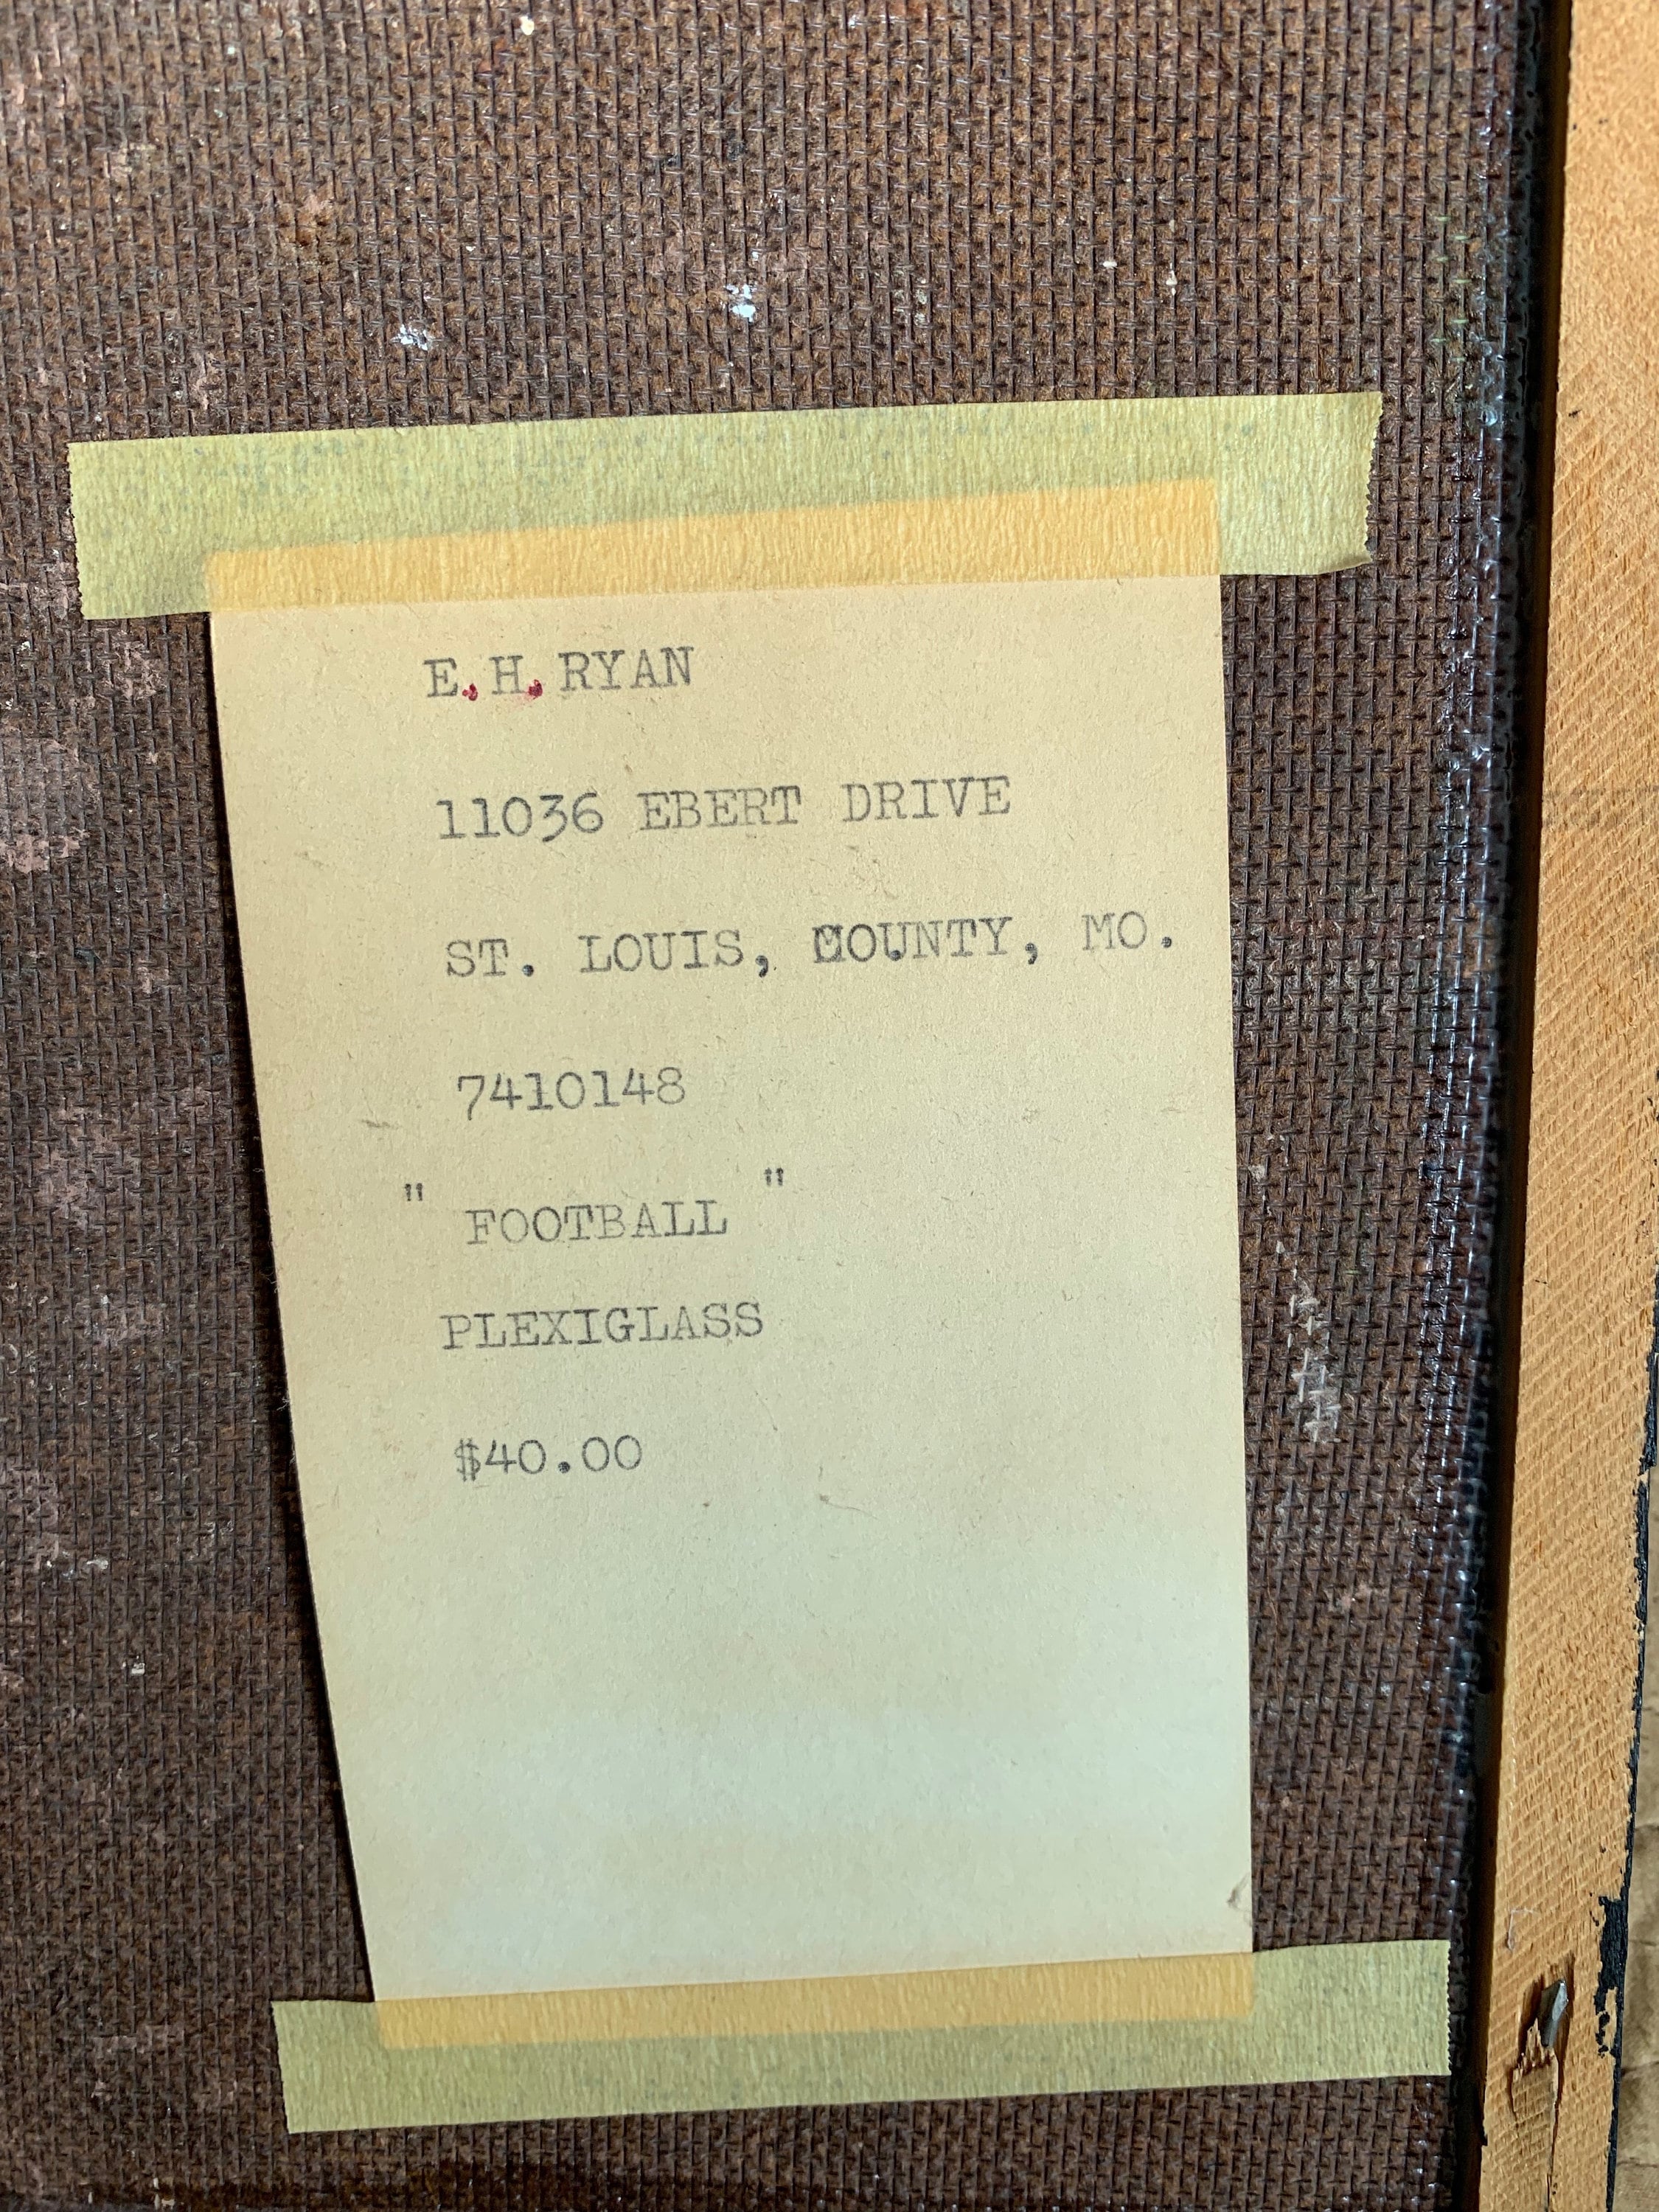 E.H.RYAN
11036 EBERT DRIVE
ST. LOUIS, COUNTY, MO.
7410148
" FOOTBALL "
PLEXIGLASS
$40.00